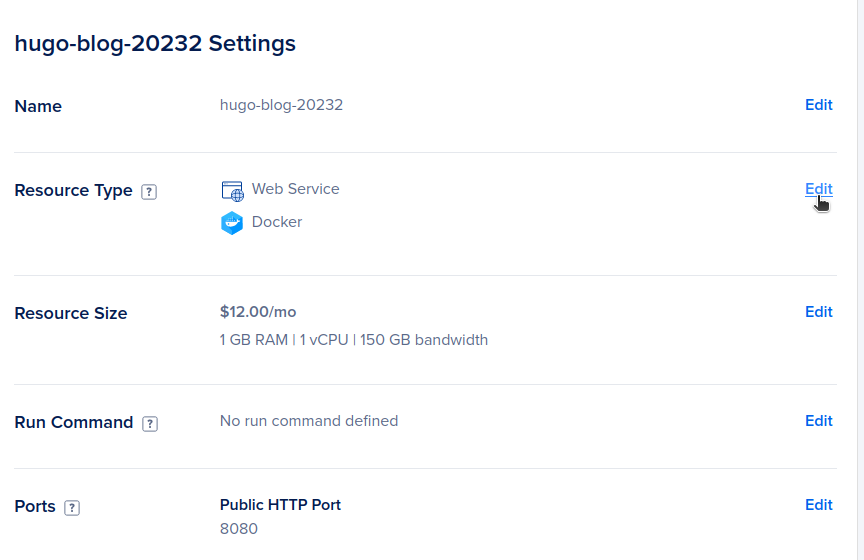 hugo-blog-20232 Settings
Name
hugo-blog-20232
Edit
Resource Type ?
Web Service
Edit
Docker
Resource Size
$12.00/mo
Edit
1 GB RAM | 1 vCPU | 150 GB bandwidth
Run Command ?
No run command defined
Edit
Ports ?
Public HTTP Port
Edit
8080